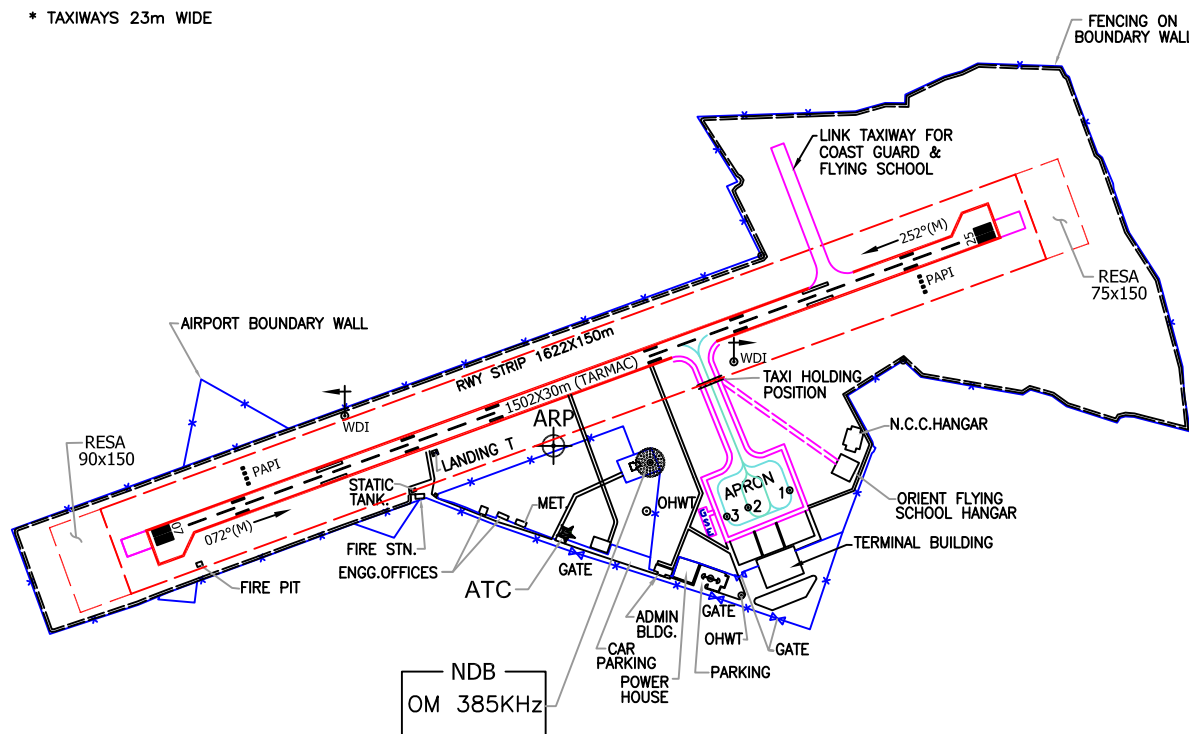 * TAXIWAYS 23m WIDE
FENCING ON
BOUNDARY WALL
LINK TAXIWAY FOR
COAST GUARD &
FLYING SCHOOL
252°(M)
25
PAPI
RESA
75x150
AIRPORT BOUNDARY WALL
RWY STRIP 1622X150m
1502X30m (TARMAC)
WDI
WDI
TAXI HOLDING
POSITION
ARP
N.C.C.HANGAR
RESA
90x150
PAPI
LANDING T
STATIC
TANK.
MET
OHWT
APRON
1
2
3
GSE
ORIENT FLYING
SCHOOL HANGAR
07
072°(M)
FIRE STN.
ENGG.OFFICES
GATE
TERMINAL BUILDING
FIRE PIT
ATC
ADMIN
BLDG.
GATE
OHWT
GATE
CAR
PARKING
POWER
HOUSE
PARKING
NDB
OM 385KHz